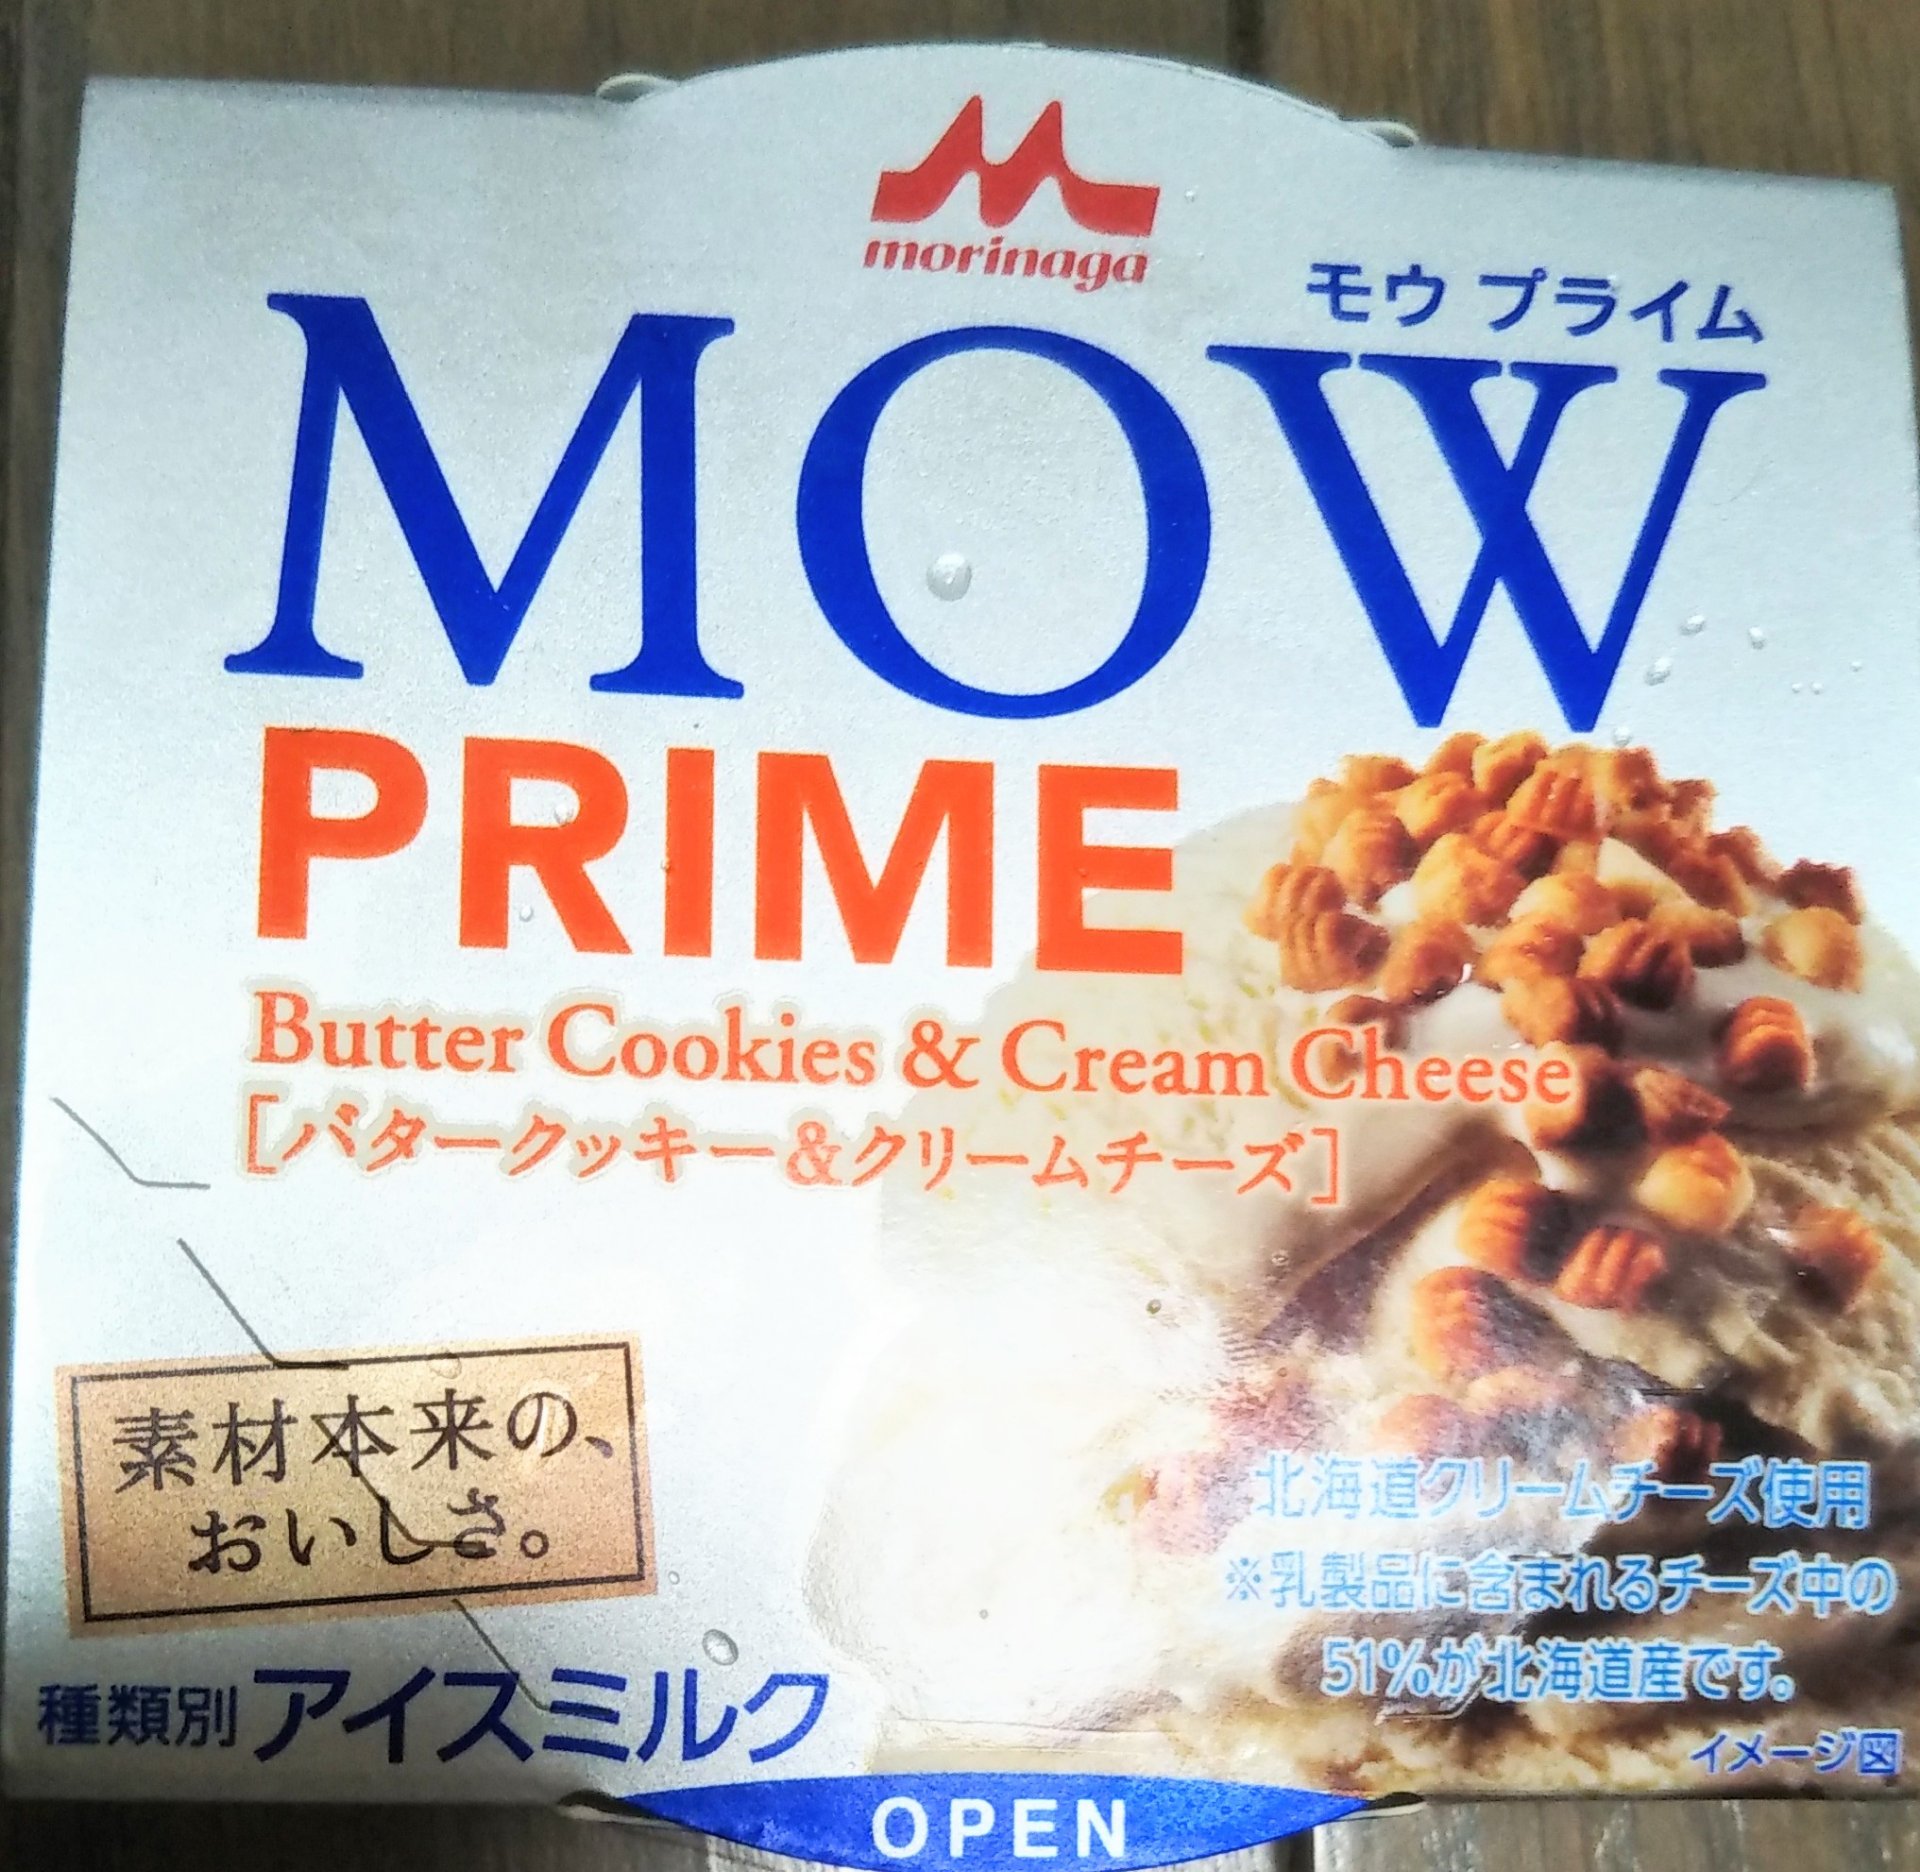 morinaga
モウ プライム
MOW
PRIME
Butter Cookies & Cream Cheese
[バタークッキー&クリームチーズ]
素材本来の、
おいしさ。
北海道クリームチーズ使用
※乳製品に含まれるチーズ中の
51%が北海道産です。
種類別 アイスミルク
イメージ図
OPEN